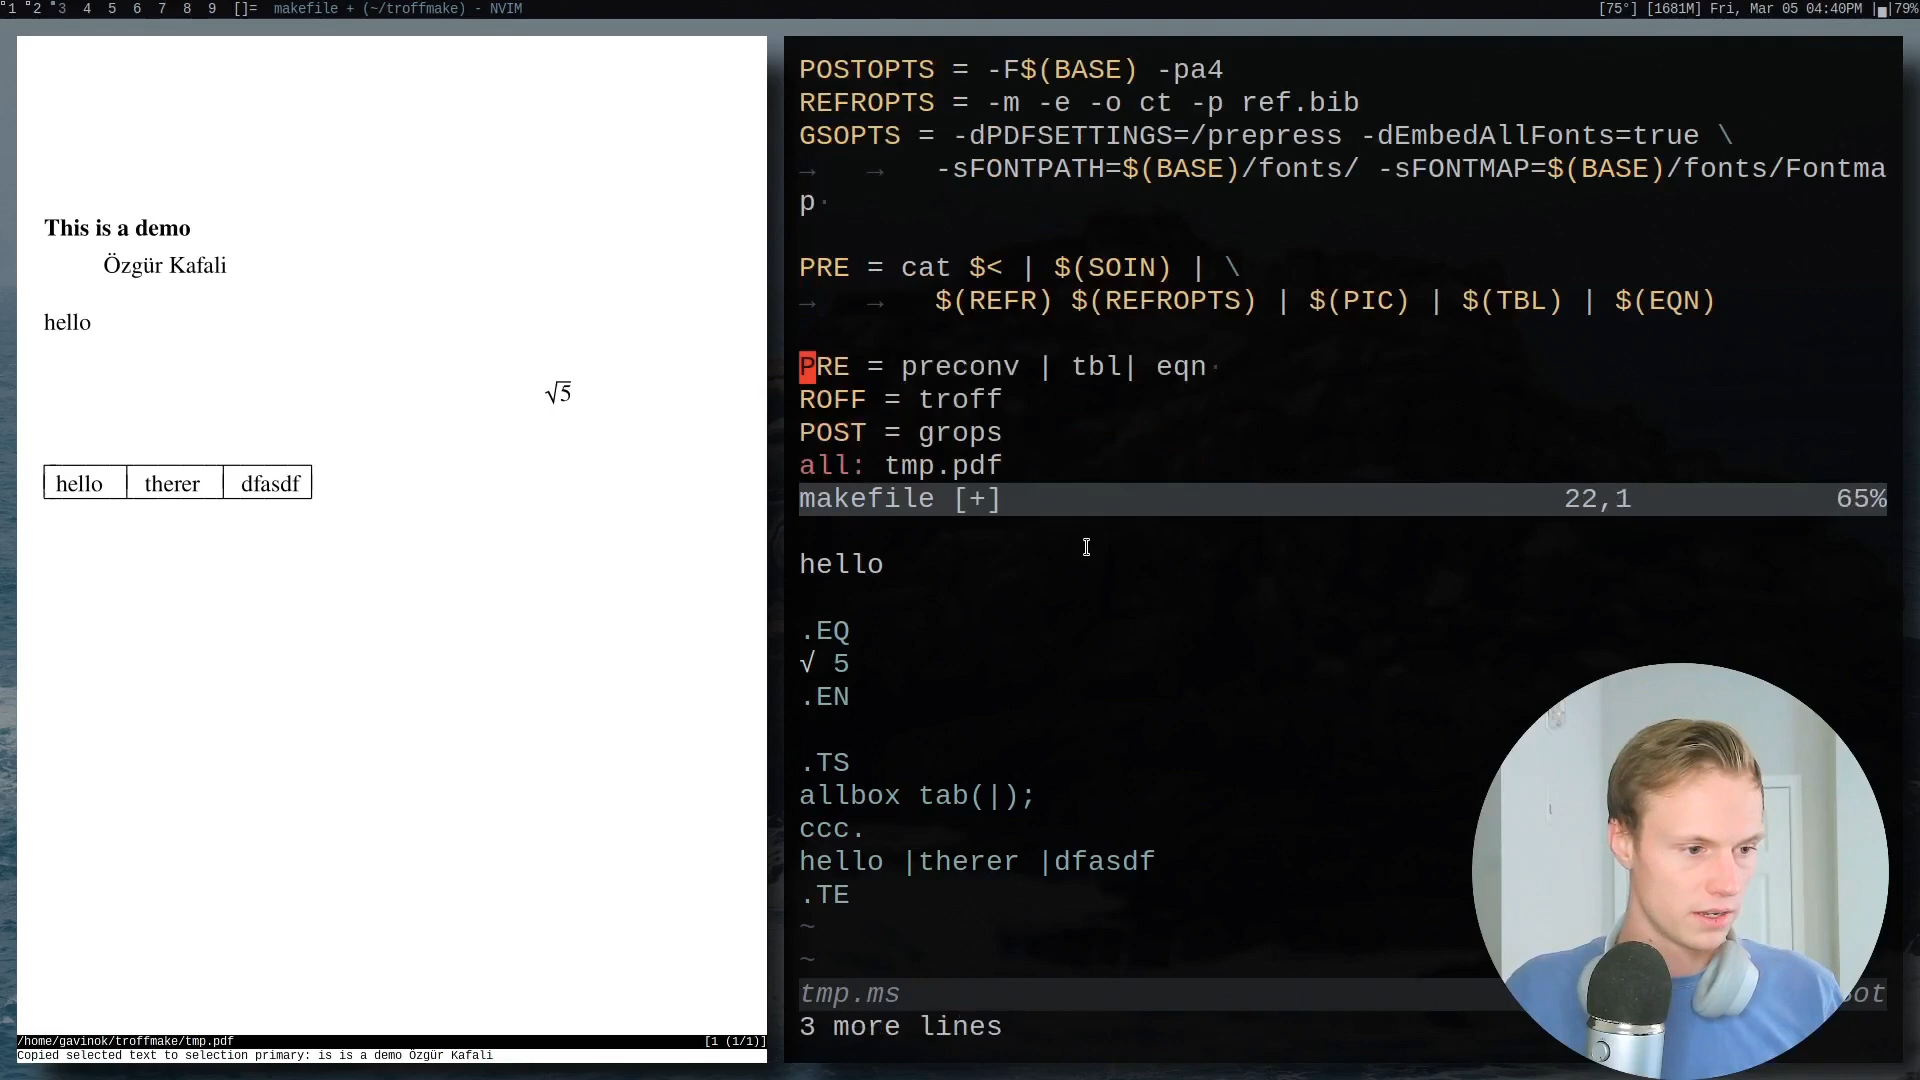 1 2 3 4 5 6 7 8 9 []= makefile + (~/troffmake) - NVIM
[75°] [1681M] Fri, Mar 05 04:40PM | |79%
This is a demo
Özgür Kafali
hello
√5
hello therer dfasdf
/home/gavinok/troffmake/tmp.pdf [1 (1/1)]
Copied selected text to selection primary: is is a demo Özgür Kafali
POSTOPTS = -F$(BASE) -pa4
REFROPTS = -m -e -o ct -p ref.bib
GSOPTS = -dPDFSETTINGS=/prepress -dEmbedAllFonts=true \
→ → -sFONTPATH=$(BASE)/fonts/ -sFONTMAP=$(BASE)/fonts/Fontma
p·
PRE = cat $< | $(SOIN) | \
→ → $(REFR) $(REFROPTS) | $(PIC) | $(TBL) | $(EQN)
PRE = preconv | tbl| eqn·
ROFF = troff
POST = grops
all: tmp.pdf
makefile [+] 22,1 65%
hello
.EQ
√ 5
.EN
.TS
allbox tab(|);
ccc.
hello |therer |dfasdf
.TE
~
~
tmp.ms
3 more lines